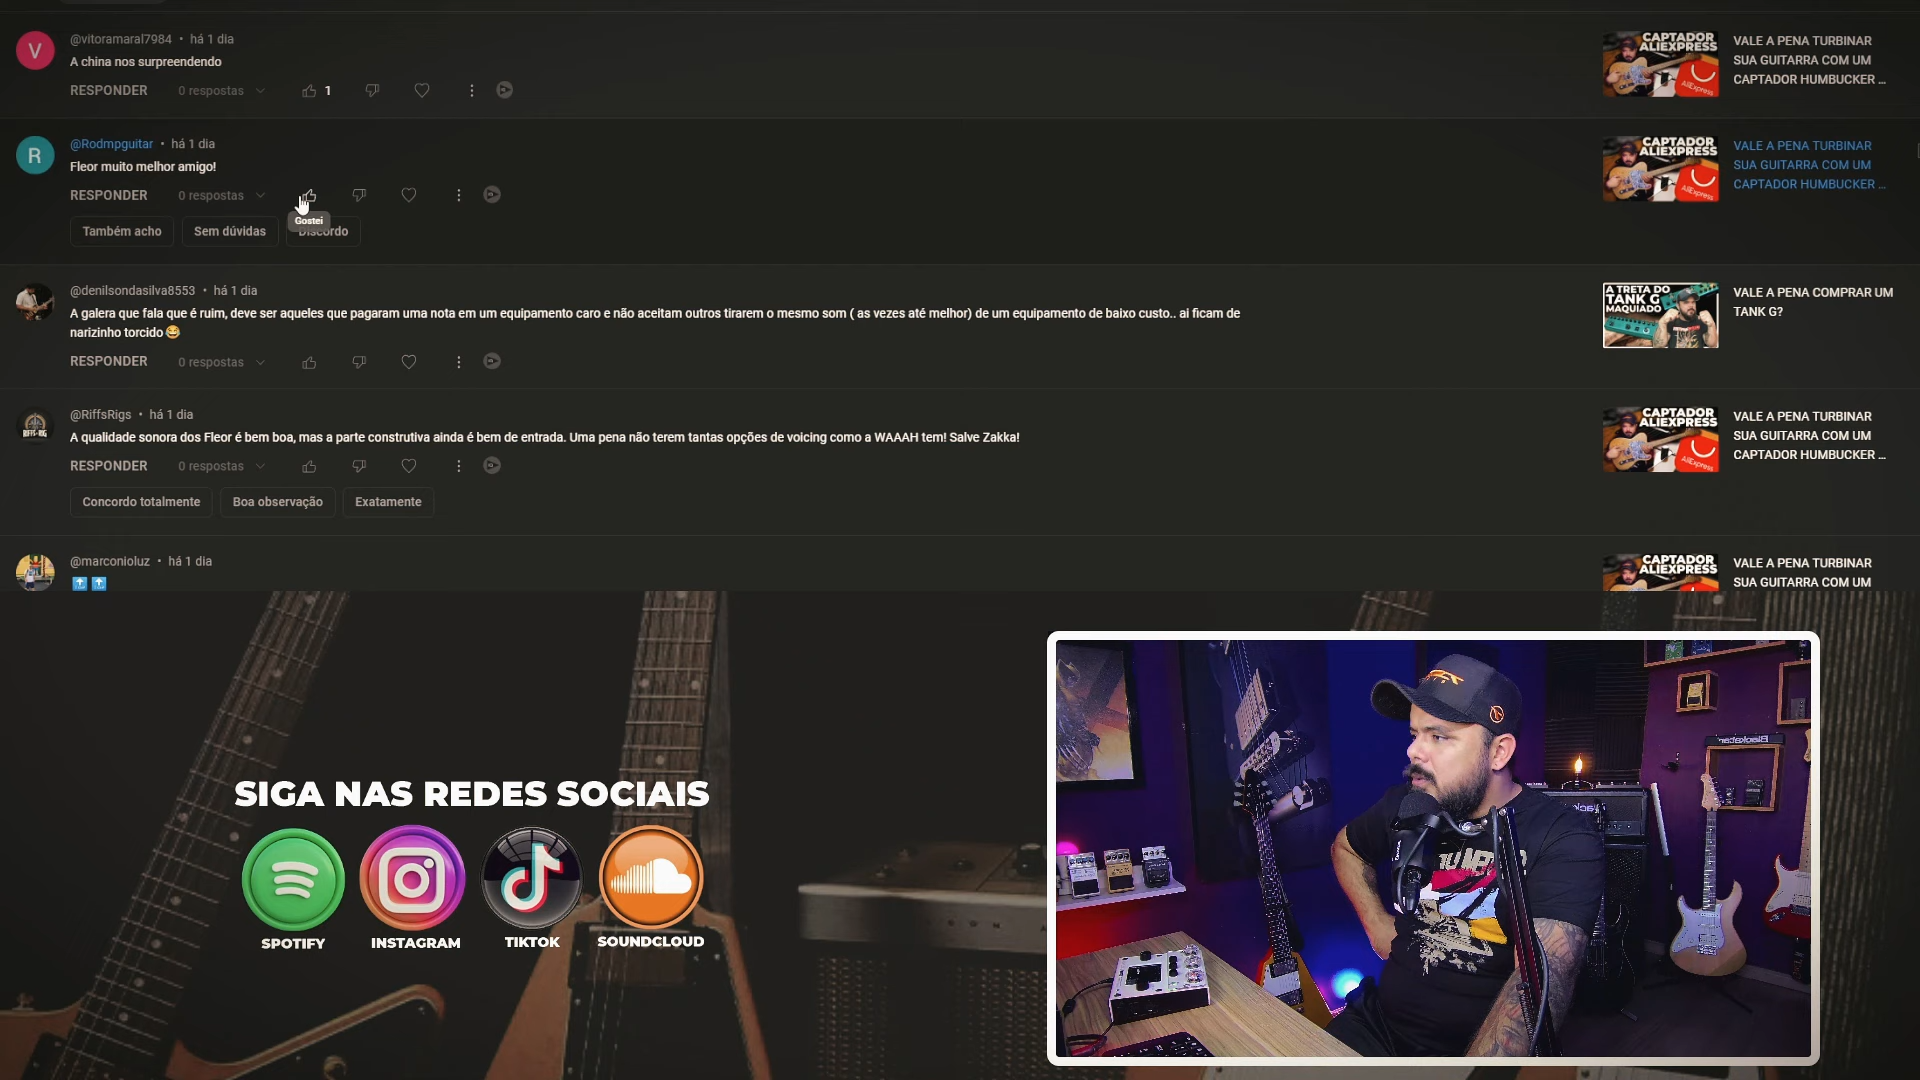 @vitoramaral7984 • há 1 dia
A china nos surpreendendo
RESPONDER 0 respostas 1
CAPTADOR
ALIEXPRESS
AliExpress
VALE A PENA TURBINAR
SUA GUITARRA COM UM
CAPTADOR HUMBUCKER ...
@Rodmpguitar • há 1 dia
Fleor muito melhor amigo!
RESPONDER 0 respostas
Gostei
Também acho Sem dúvidas Discordo
CAPTADOR
ALIEXPRESS
AliExpress
VALE A PENA TURBINAR
SUA GUITARRA COM UM
CAPTADOR HUMBUCKER ...
@denilsondasilva8553 • há 1 dia
A galera que fala que é ruim, deve ser aqueles que pagaram uma nota em um equipamento caro e não aceitam outros tirarem o mesmo som ( as vezes até melhor) de um equipamento de baixo custo.. ai ficam de
narizinho torcido 😂
RESPONDER 0 respostas
A TRETA DO
TANK G
MAQUIADO
VALE A PENA COMPRAR UM
TANK G?
@RiffsRigs • há 1 dia
A qualidade sonora dos Fleor é bem boa, mas a parte construtiva ainda é bem de entrada. Uma pena não terem tantas opções de voicing como a WAAAH tem! Salve Zakka!
RESPONDER 0 respostas
Concordo totalmente Boa observação Exatamente
CAPTADOR
ALIEXPRESS
AliExpress
VALE A PENA TURBINAR
SUA GUITARRA COM UM
CAPTADOR HUMBUCKER ...
@marconioluz • há 1 dia
CAPTADOR
ALIEXPRESS
VALE A PENA TURBINAR
SUA GUITARRA COM UM
SIGA NAS REDES SOCIAIS
SPOTIFY INSTAGRAM TIKTOK SOUNDCLOUD
Blackstar